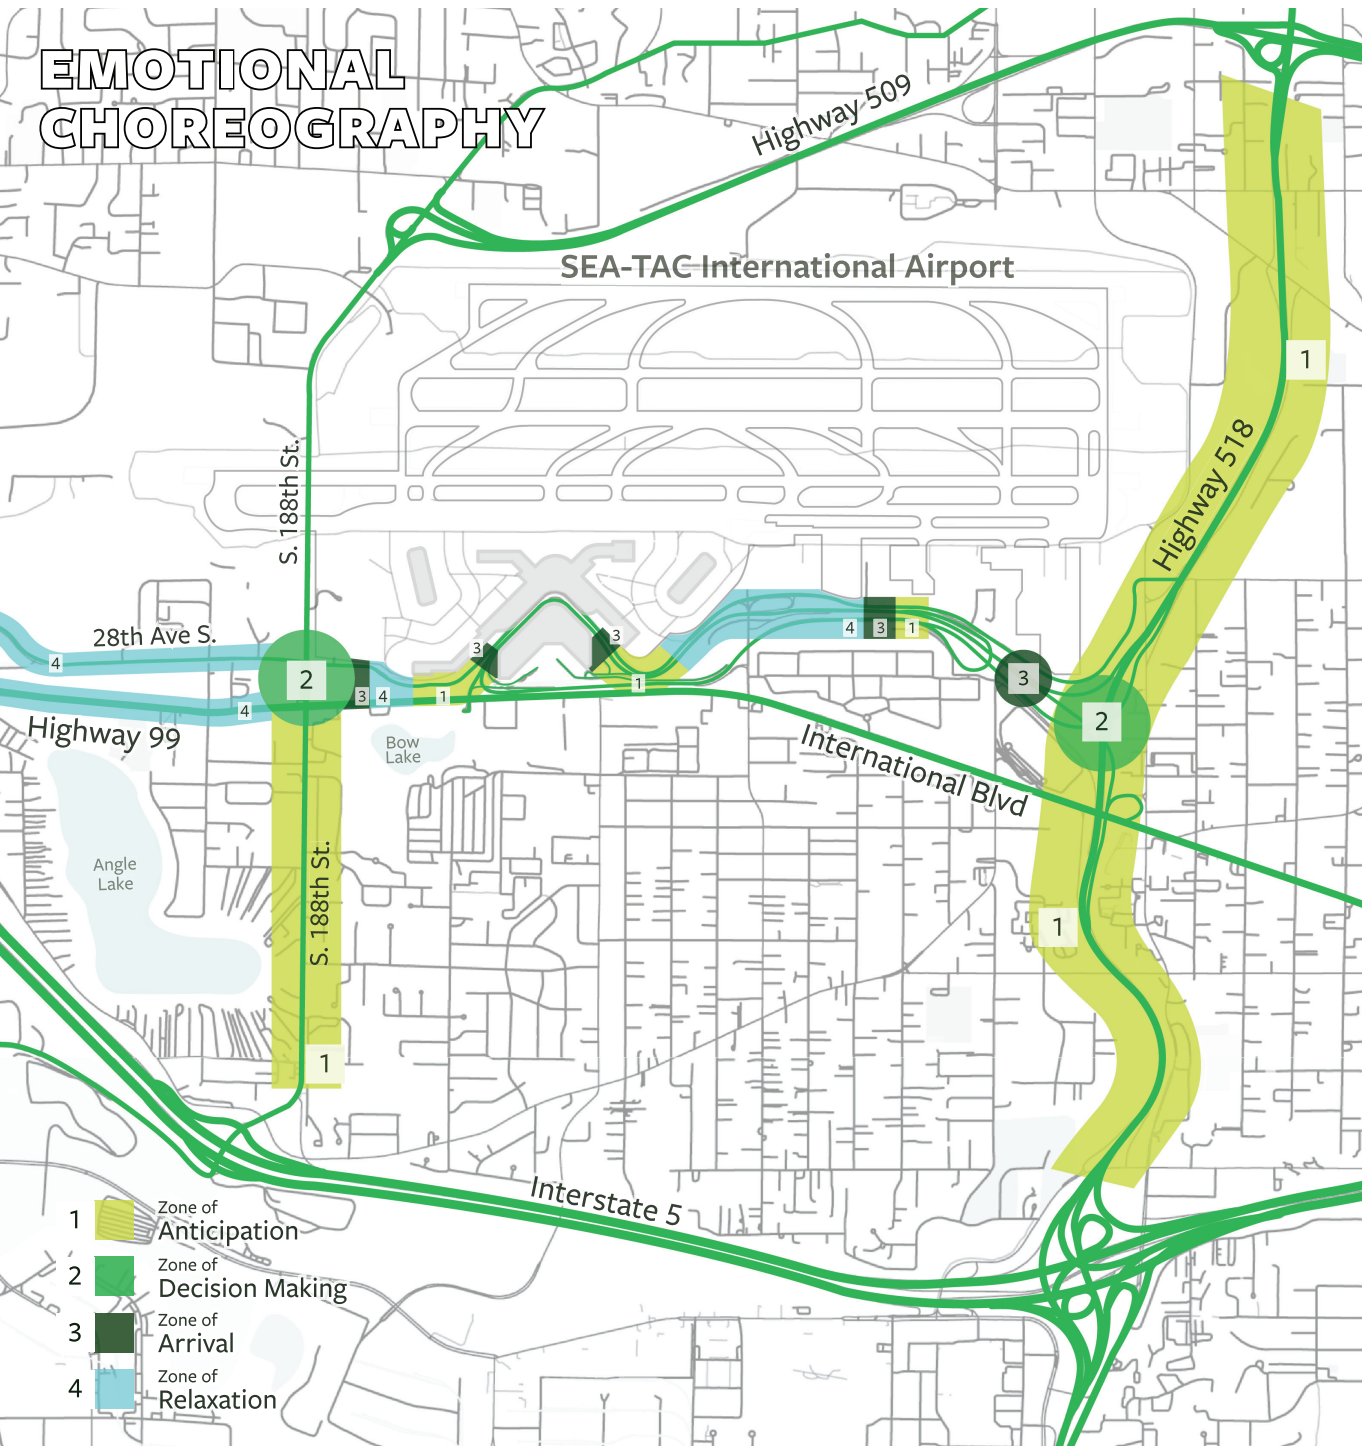 EMOTIONAL
CHOREOGRAPHY
Highway 509
SEA-TAC International Airport
1
Highway 518
S. 188th St.
28th Ave S.
4
4
Highway 99
2
3
4
1
3
3
1
4
3
1
3
2
Bow
Lake
International Blvd
Angle
Lake
S. 188th St.
1
1
Interstate 5
1
Zone of
Anticipation
2
Zone of
Decision Making
3
Zone of
Arrival
4
Zone of
Relaxation